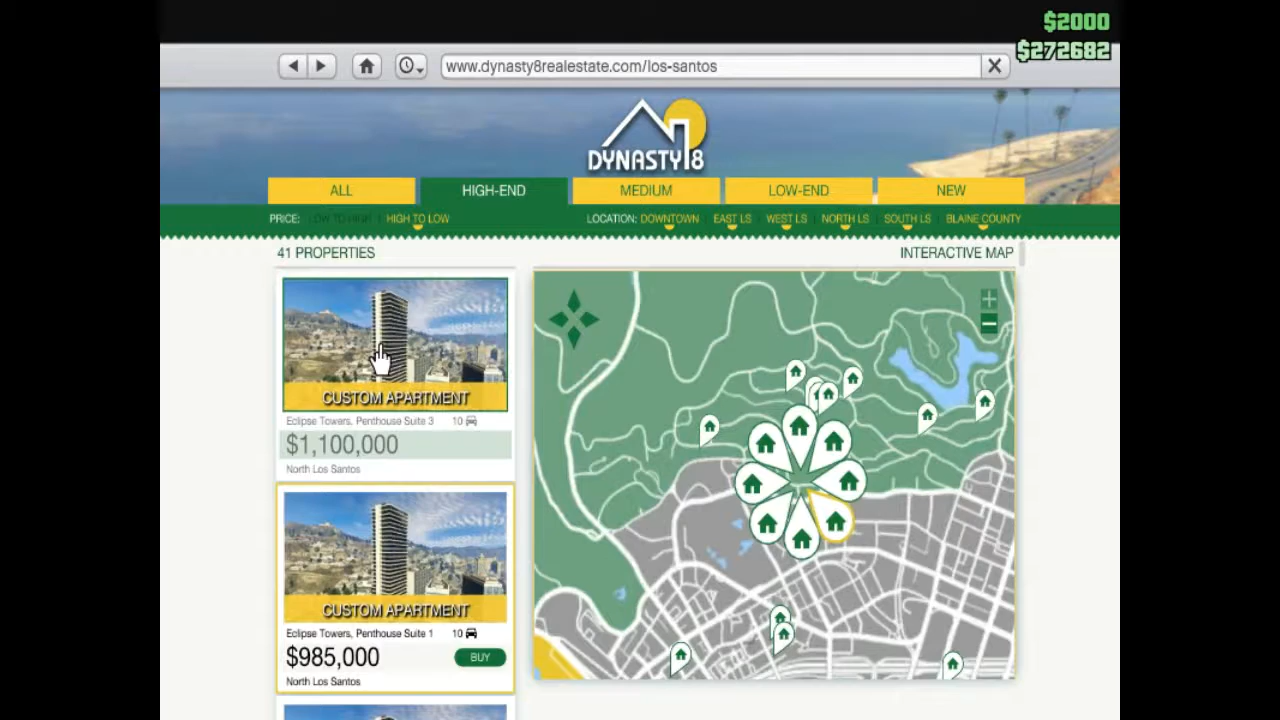 $2000
$272682
www.dynasty8realestate.com/los-santos
DYNASTY 8
ALL
HIGH-END
MEDIUM
LOW-END
NEW
PRICE: LOW TO HIGH | HIGH TO LOW
LOCATION: DOWNTOWN | EAST LS | WEST LS | NORTH LS | SOUTH LS | BLAINE COUNTY
41 PROPERTIES
INTERACTIVE MAP
CUSTOM APARTMENT
Eclipse Towers, Penthouse Suite 3 10
$1,100,000
North Los Santos
CUSTOM APARTMENT
Eclipse Towers, Penthouse Suite 1 10
$985,000
BUY
North Los Santos